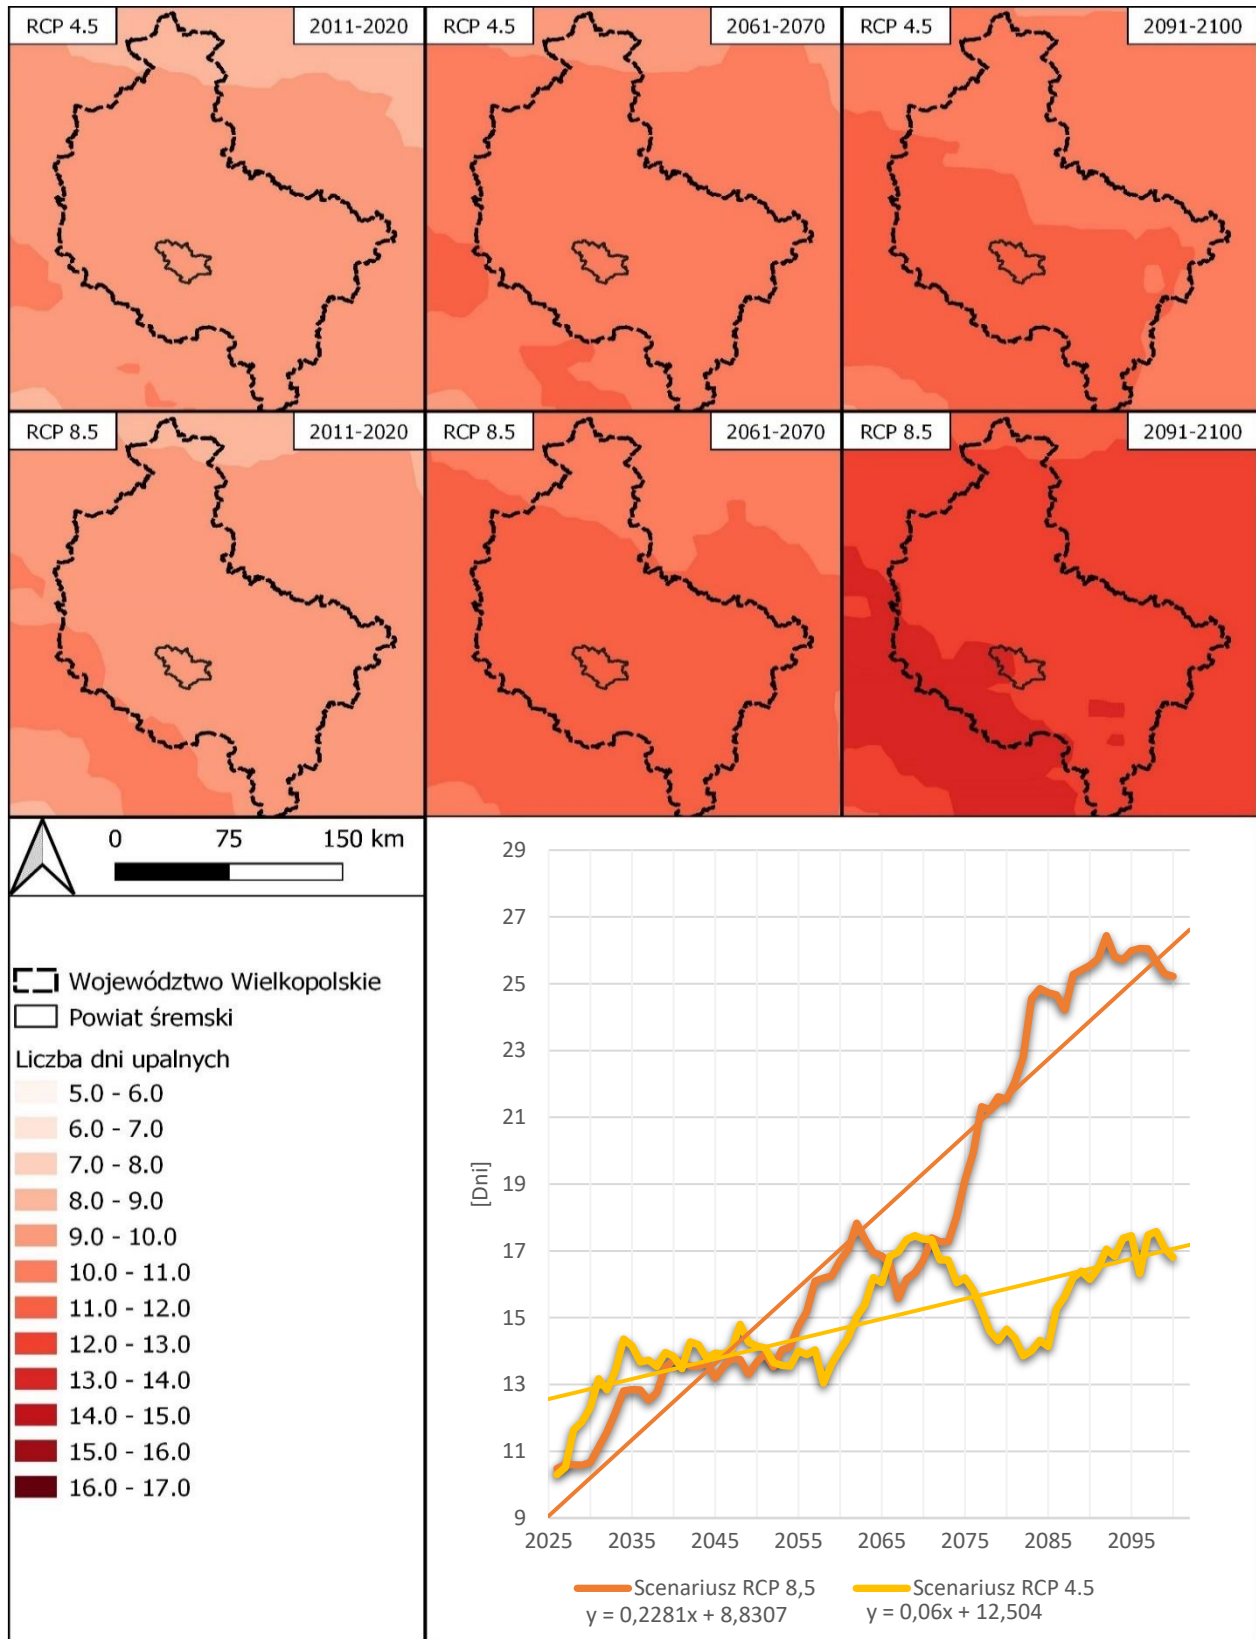 RCP 4.5
2011-2020
RCP 4.5
2061-2070
RCP 4.5
2091-2100
RCP 8.5
2011-2020
RCP 8.5
2061-2070
RCP 8.5
2091-2100
0 75 150 km
Województwo Wielkopolskie
Powiat śremski
Liczba dni upalnych
5.0 - 6.0
6.0 - 7.0
7.0 - 8.0
8.0 - 9.0
9.0 - 10.0
10.0 - 11.0
11.0 - 12.0
12.0 - 13.0
13.0 - 14.0
14.0 - 15.0
15.0 - 16.0
16.0 - 17.0
29
27
25
23
21
19
17
15
13
11
9
[Dni]
2025 2035 2045 2055 2065 2075 2085 2095
Scenariusz RCP 8,5 Scenariusz RCP 4.5
y = 0,2281x + 8,8307 y = 0,06x + 12,504